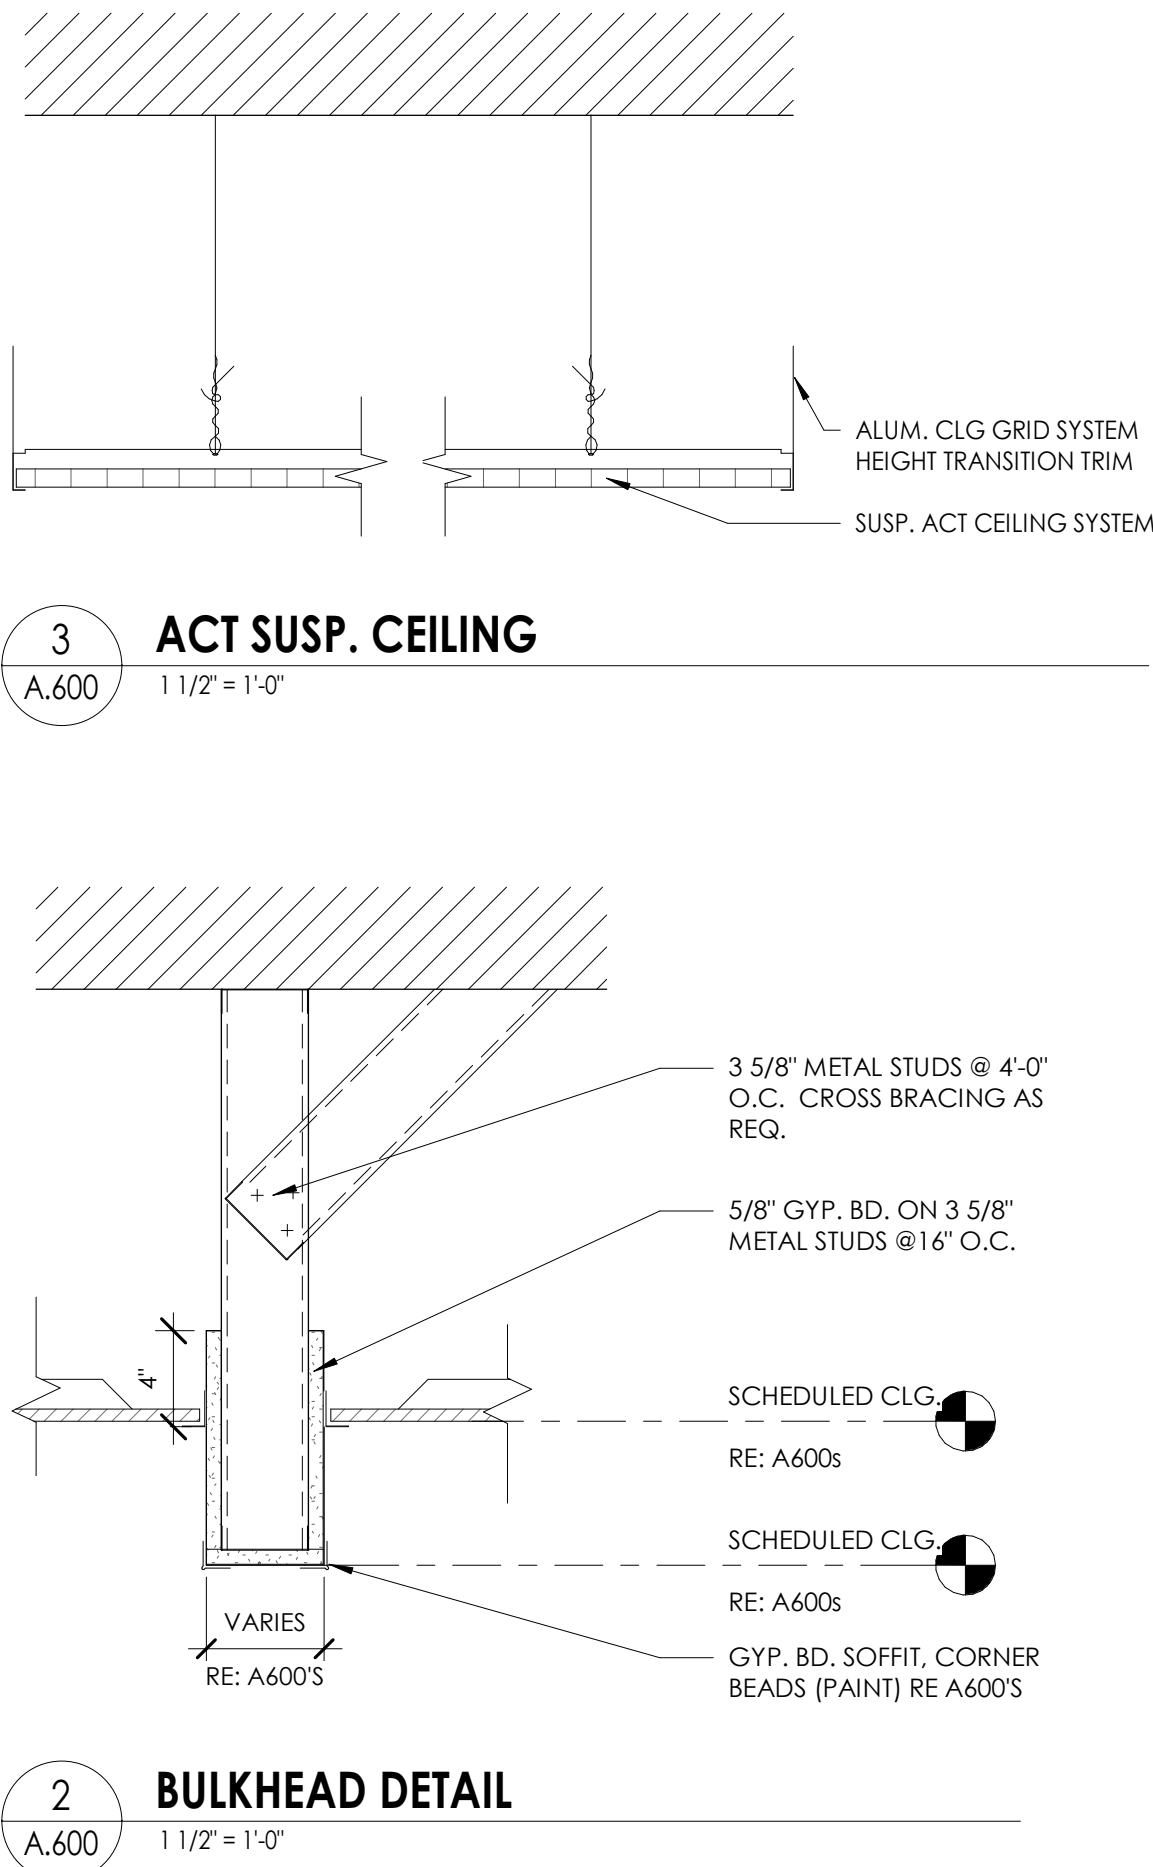 ALUM. CLG GRID SYSTEM
HEIGHT TRANSITION TRIM
SUSP. ACT CEILING SYSTEM
3
A.600
ACT SUSP. CEILING
1 1/2" = 1'-0"
3 5/8" METAL STUDS @ 4'-0"
O.C. CROSS BRACING AS
REQ.
5/8" GYP. BD. ON 3 5/8"
METAL STUDS @16" O.C.
4"
SCHEDULED CLG.
RE: A600s
SCHEDULED CLG.
RE: A600s
VARIES
RE: A600'S
GYP. BD. SOFFIT, CORNER
BEADS (PAINT) RE A600'S
2
A.600
BULKHEAD DETAIL
1 1/2" = 1'-0"